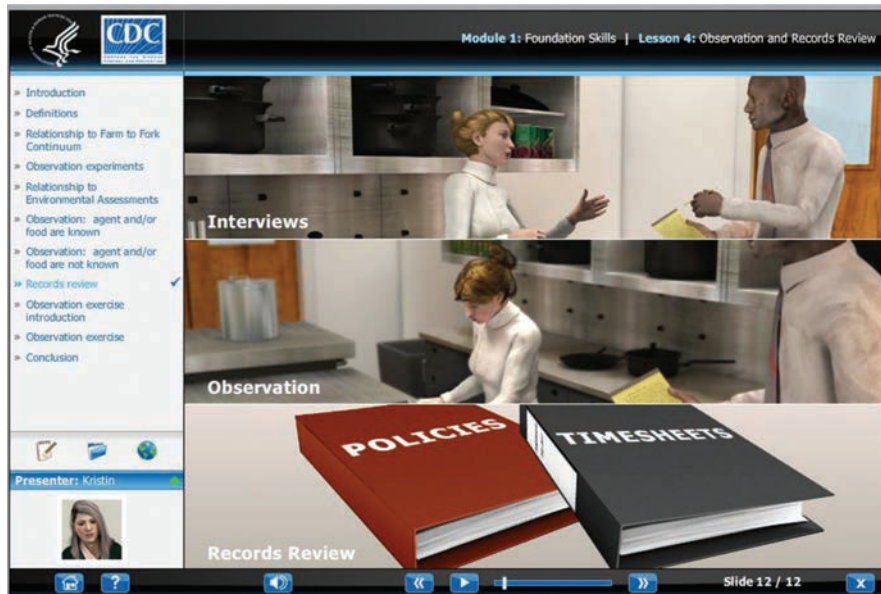 CDC
Module 1: Foundation Skills | Lesson 4: Observation and Records Review
» Introduction
» Definitions
» Relationship to Farm to Fork
Continuum
» Observation experiments
» Relationship to
Environmental Assessments
» Observation: agent and/or
food are known
» Observation: agent and/or
food are not known
» Records review
» Observation exercise
introduction
» Observation exercise
» Conclusion
Presenter: Kristin
Interviews
Observation
POLICIES
TIMESHEETS
Records Review
?
Slide 12 / 12
X